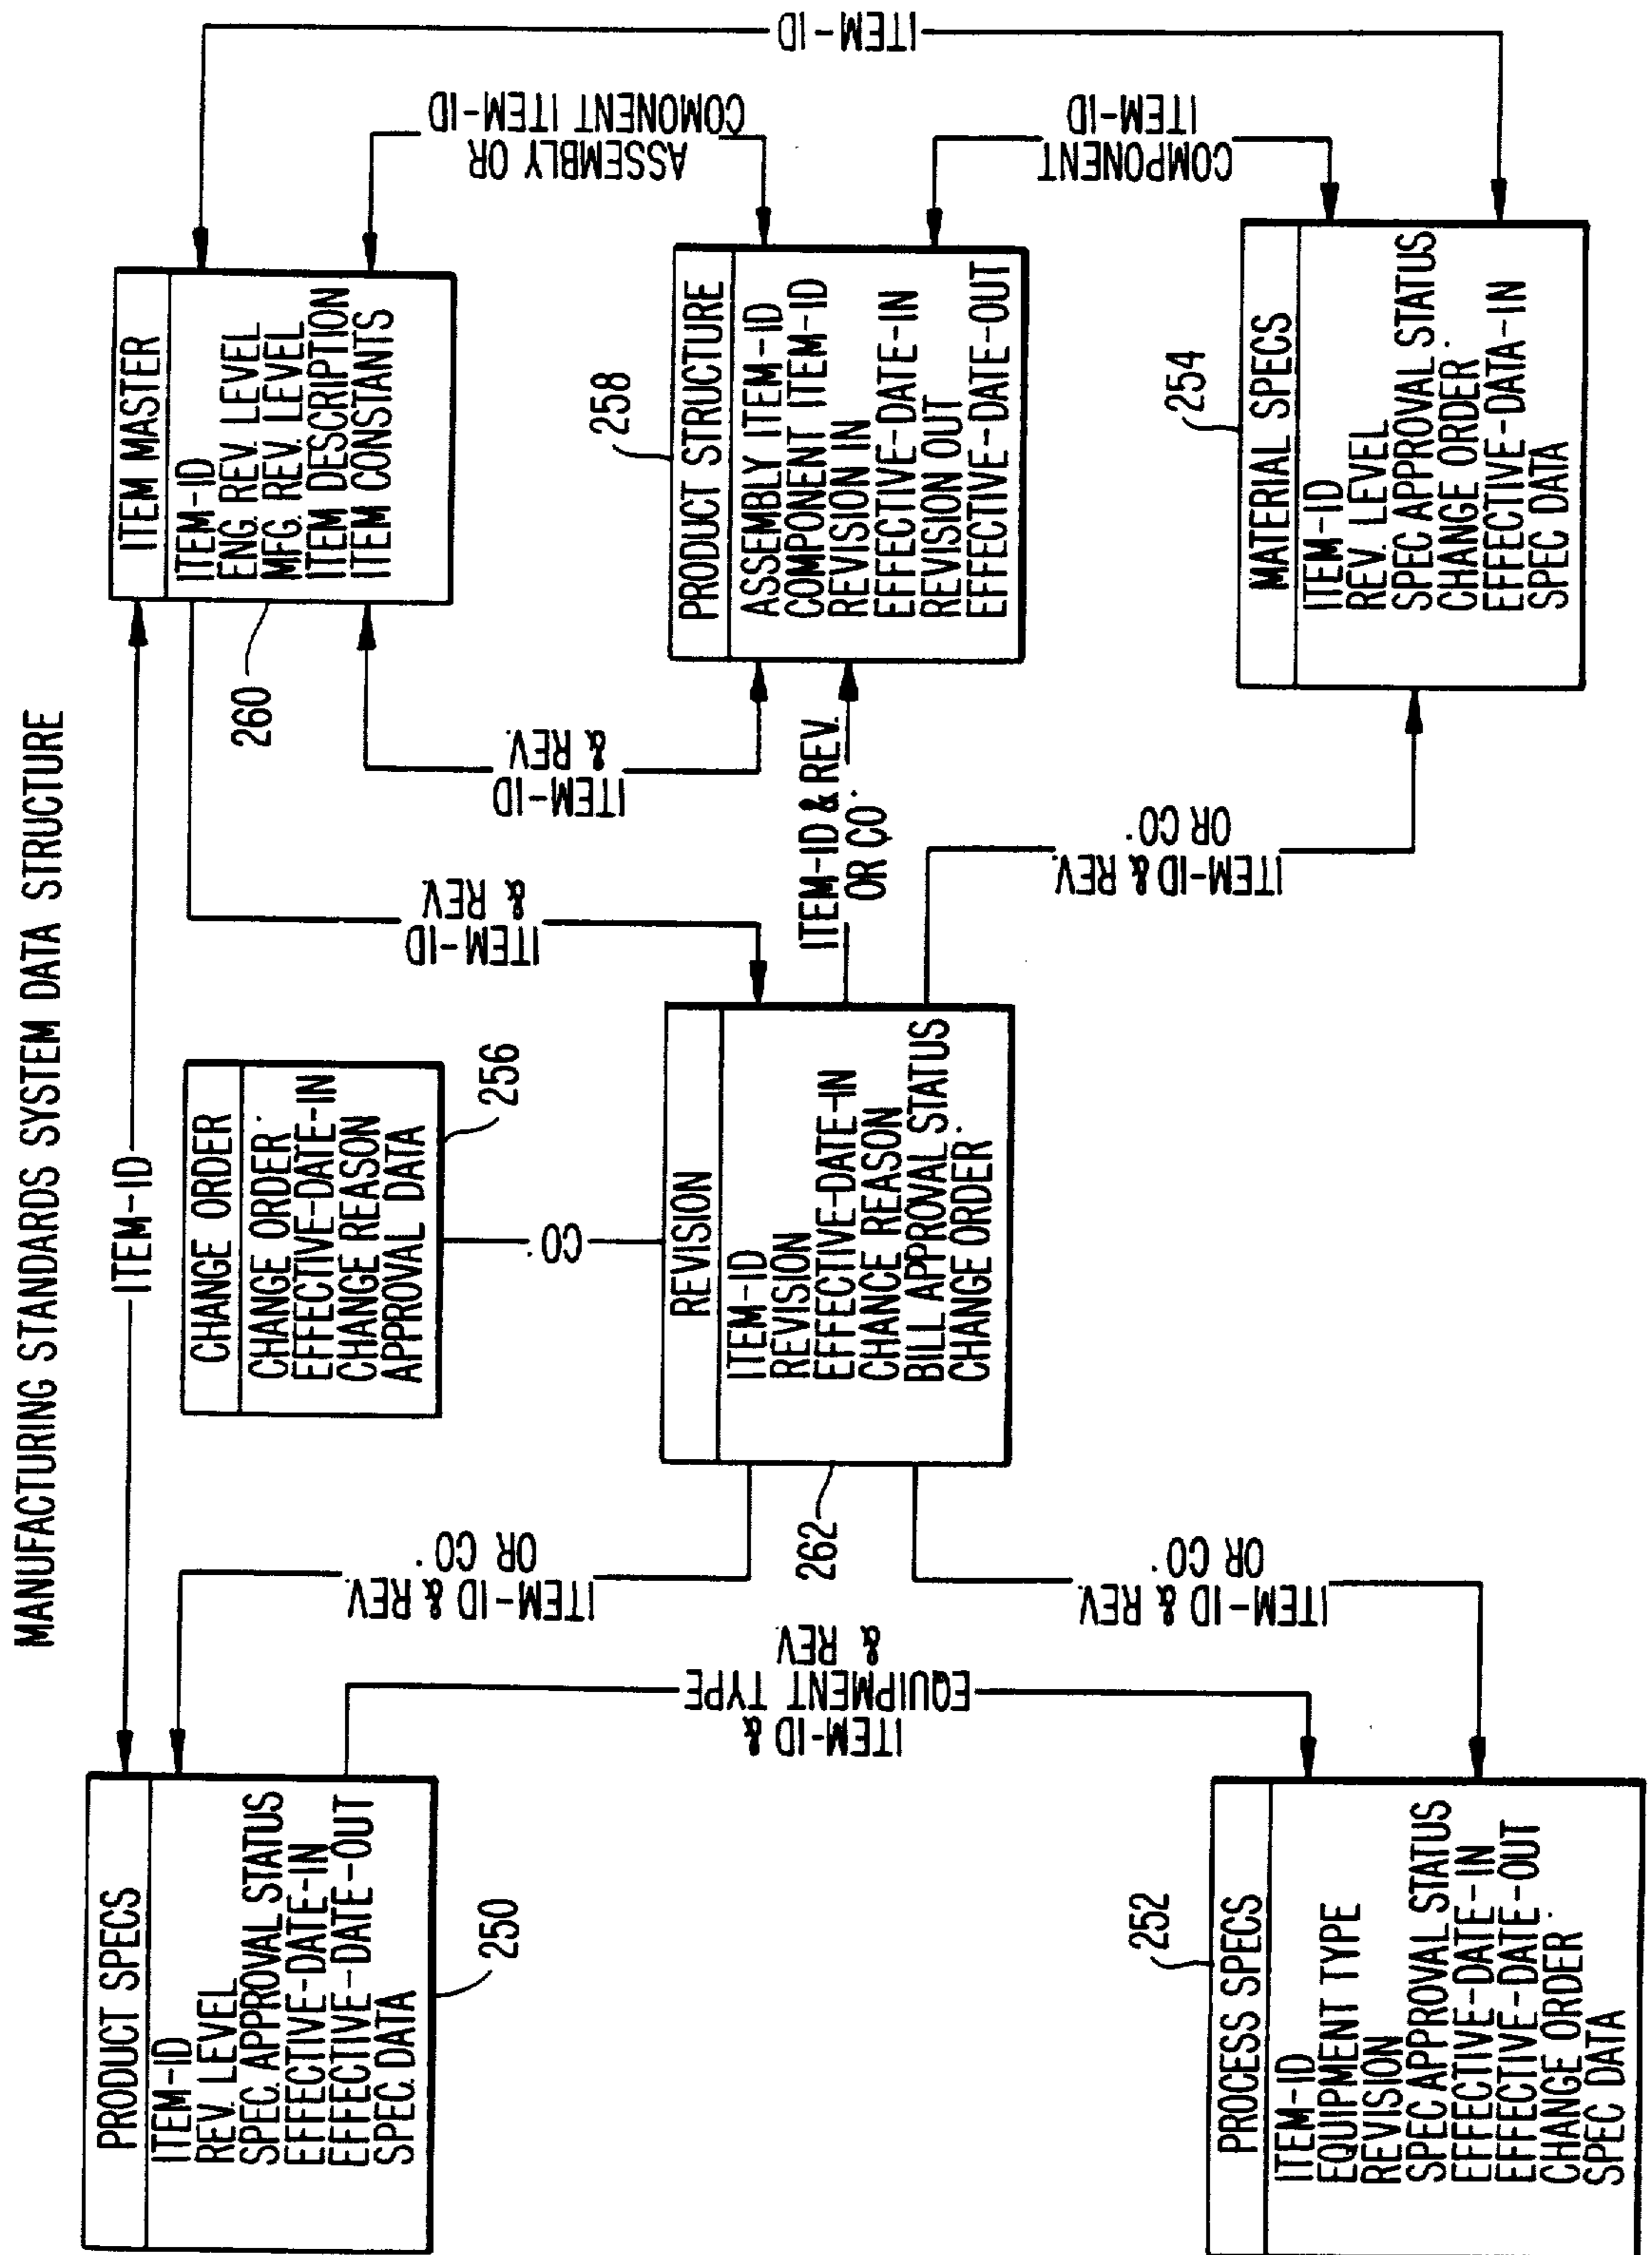 MANUFACTURING STANDARDS SYSTEM DATA STRUCTURE
ITEM-ID
PRODUCT SPECS
ITEM-ID
REV. LEVEL
SPEC. APPROVAL STATUS
EFFECTIVE-DATE-IN
EFFECTIVE-DATE-OUT
SPEC. DATA
250
ITEM-ID & REV.
OR CO.
CHANGE ORDER
CHANGE ORDER.
EFFECTIVE-DATE-IN
CHANGE REASON
APPROVAL DATA
256
CO.
ITEM-ID
& REV.
ITEM MASTER
ITEM-ID
ENG. REV. LEVEL
MFG. REV. LEVEL
ITEM DESCRIPTION
ITEM CONSTANTS
260
ITEM-ID
& REV.
ASSEMBLY OR
COMONENT ITEM-ID
ITEM-ID
ITEM-ID &
EQUIPMENT TYPE
& REV.
REVISION
ITEM-ID
REVISION
EFFECTIVE-DATE-IN
CHANCE REASON
BILL APPROVAL STATUS
CHANGE ORDER.
262
ITEM-ID & REV.
OR CO.
258
PRODUCT STRUCTURE
ASSEMBLY ITEM-ID
COMPONENT ITEM-ID
REVISION IN
EFFECTIVE-DATE-IN
REVISION OUT
EFFECTIVE-DATE-OUT
ITEM-ID & REV.
OR CO.
ITEM-ID & REV.
OR CO.
COMPONENT
ITEM-ID
252
PROCESS SPECS
ITEM-ID
EQUIPMENT TYPE
REVISION
SPEC APPROVAL STATUS
EFFECTIVE-DATE-IN
EFFECTIVE-DATE-OUT
CHANGE ORDER.
SPEC DATA
254
MATERIAL SPECS
ITEM-ID
REV. LEVEL
SPEC APPROVAL STATUS
CHANGE ORDER.
EFFECTIVE-DATA-IN
SPEC DATA